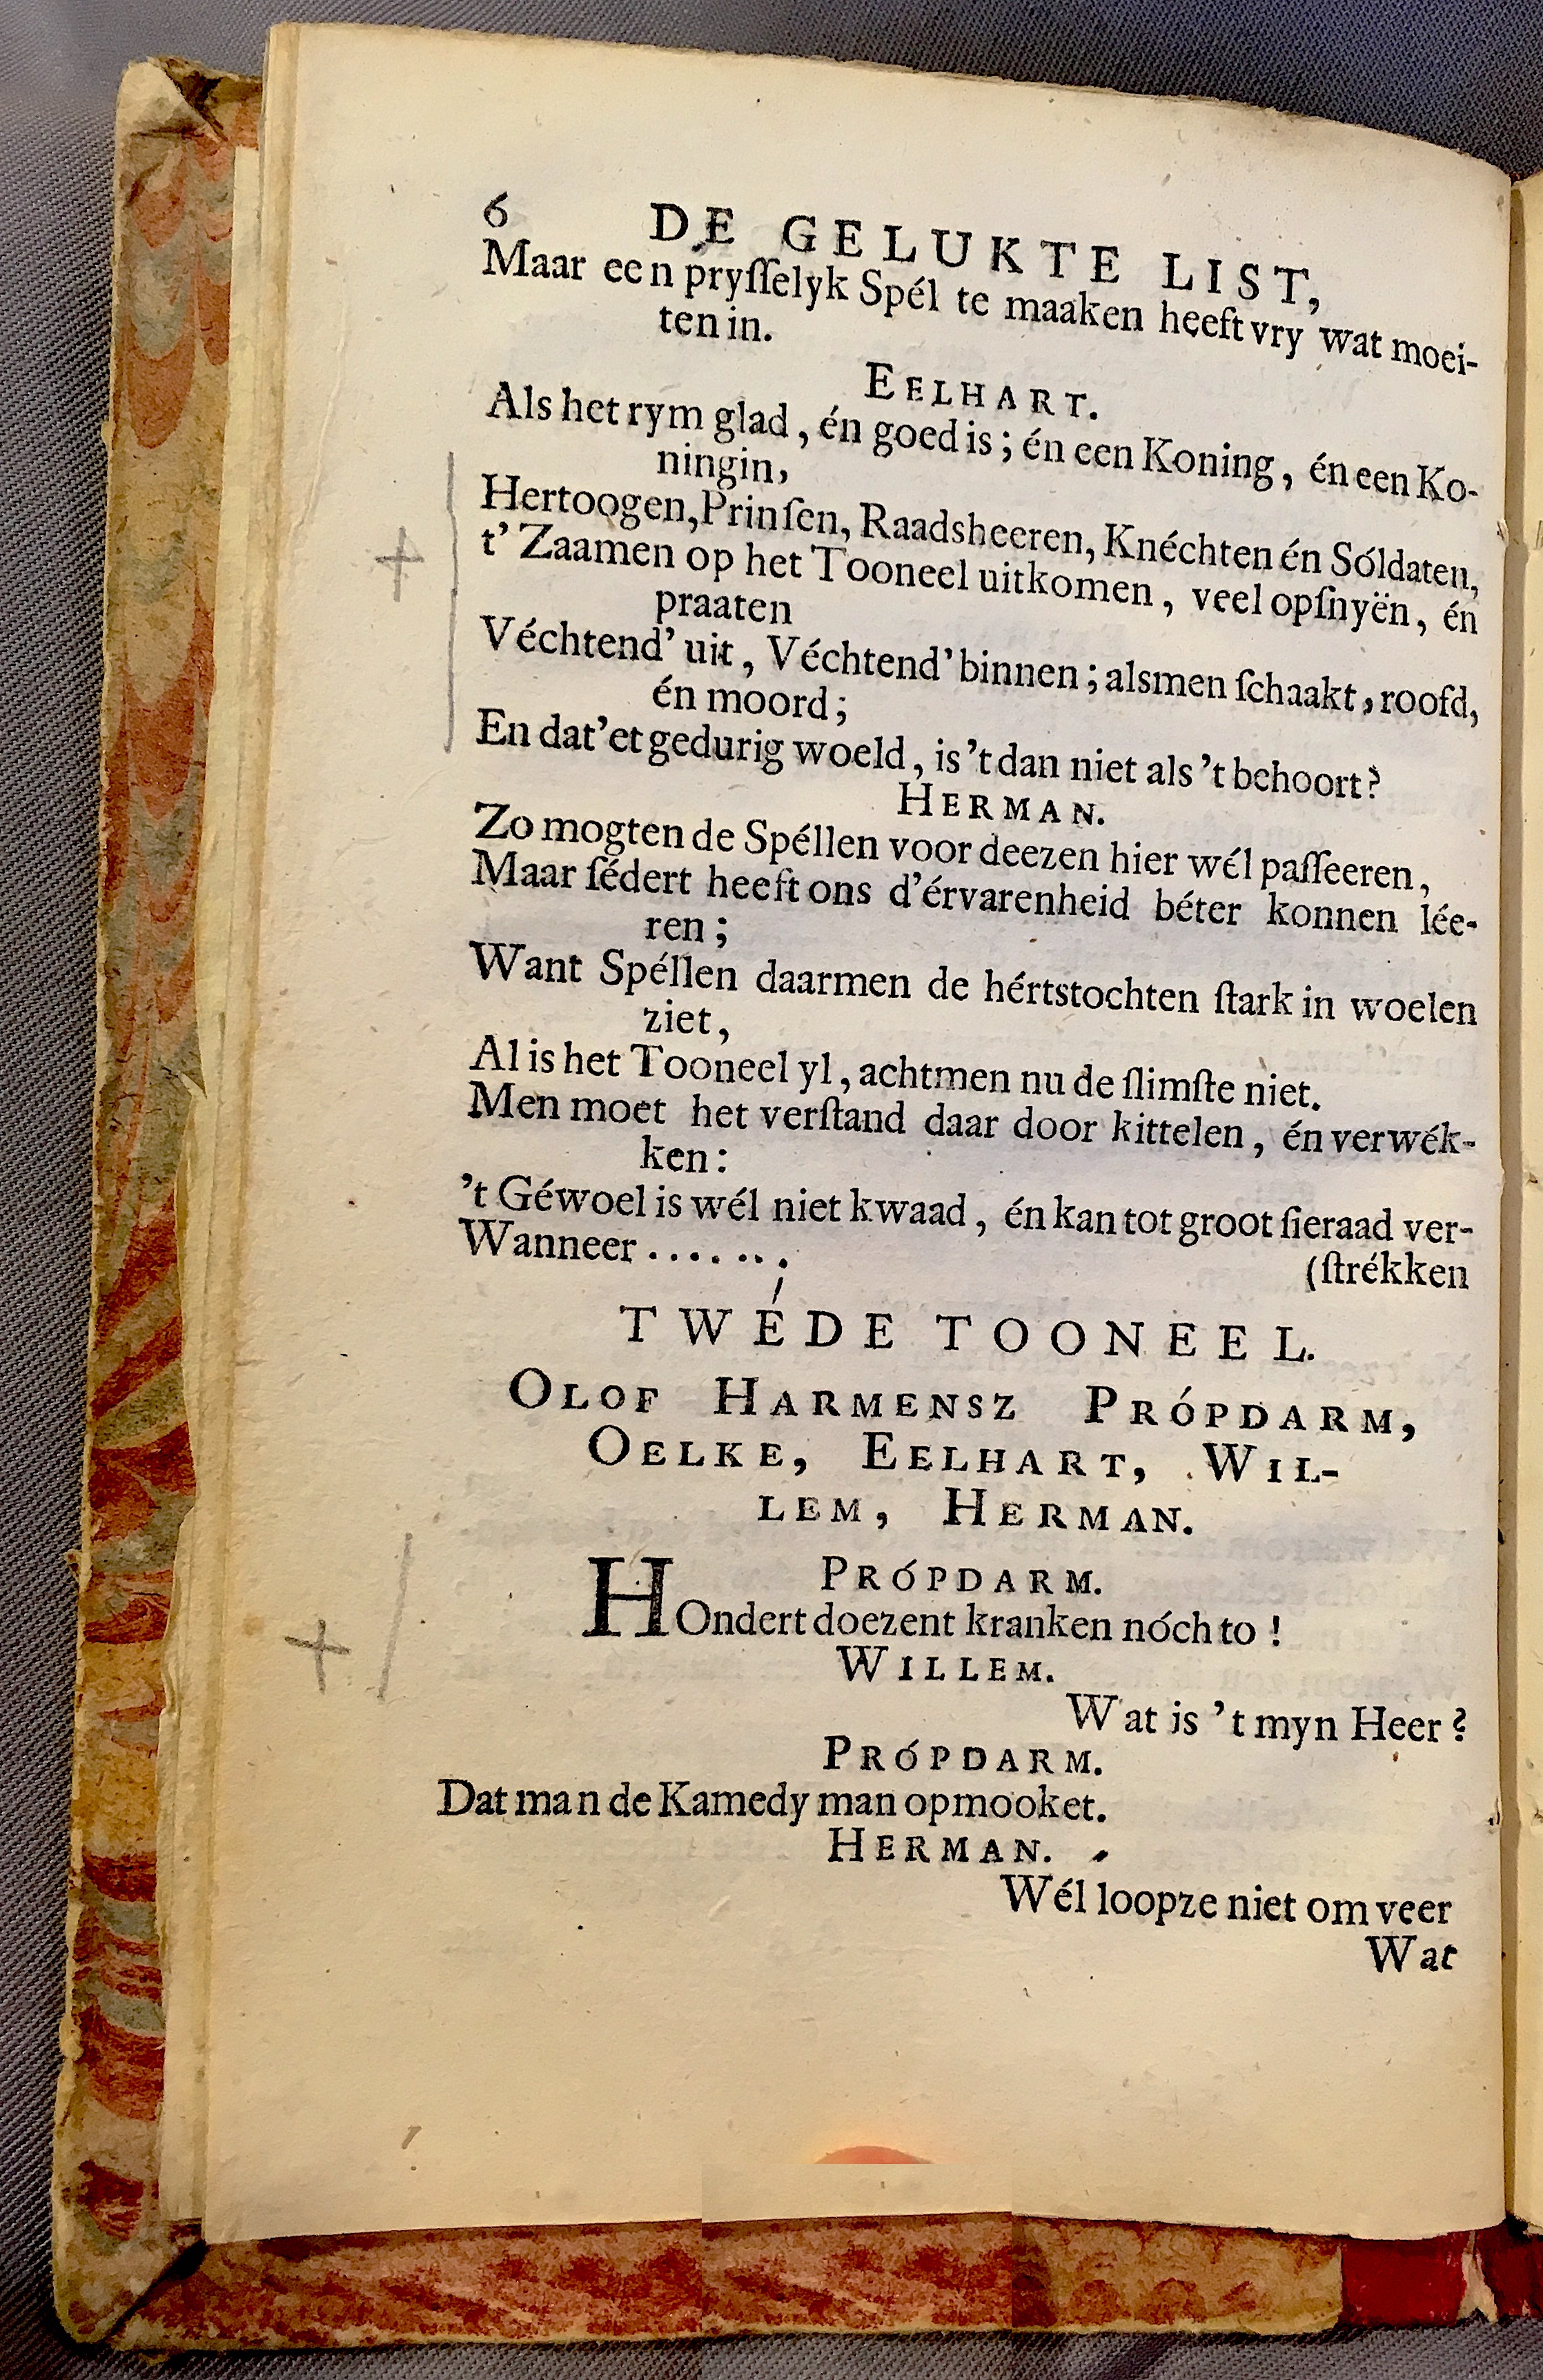 6 DE GELUKTE LIST,
Maar een pryſſelyk Spél te maaken heeft vry wat moei-
ten in.
EELHART.
Als het rym glad, én goed is; én een Koning, én een Ko-
ningin,
Hertoogen, Prinſen, Raadsheeren, Knéchten én Sóldaten,
t' Zaamen op het Tooneel uitkomen, veel opſnyën, én
praaten
Véchtend' uit, Véchtend' binnen; alsmen ſchaakt, roofd,
én moord;
En dat'et gedurig woeld, is 't dan niet als 't behoort?
HERMAN.
Zo mogten de Spéllen voor deezen hier wél paſſeeren,
Maar ſédert heeft ons d'érvarenheid béter konnen lée-
ren;
Want Spéllen daarmen de hértstochten ſtark in woelen
ziet,
Al is het Tooneel yl, achtmen nu de ſlimſte niet.
Men moet het verſtand daar door kittelen, én verwék-
ken:
't Géwoel is wél niet kwaad, én kan tot groot ſieraad ver-
Wanneer ....... (ſtrékken
TWÉDE TOONEEL.
OLOF HARMENSZ PRÓPDARM,
OELKE, EELHART, WIL-
LEM, HERMAN.
PRÓPDARM.
HOndert doezent kranken nóch to!
WILLEM.
Wat is 't myn Heer?
PRÓPDARM.
Dat man de Kamedy man opmooket.
HERMAN.
Wél loopze niet om veer
Wat